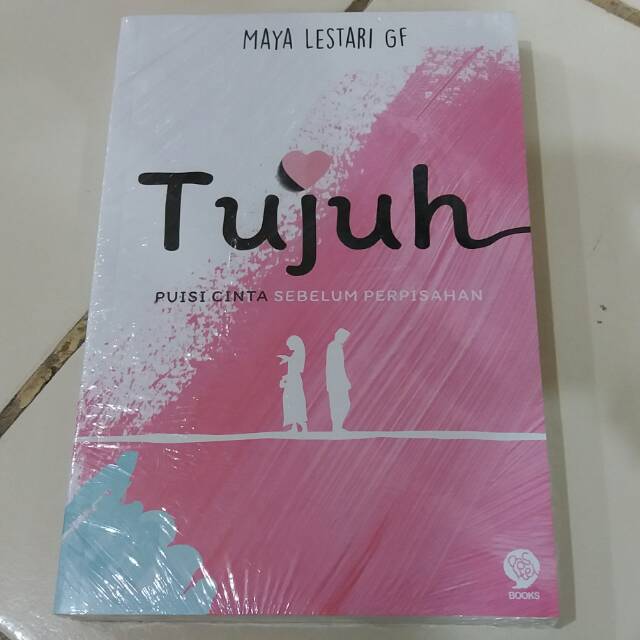 MAYA LESTARI GF
Tujuh
PUISI CINTA SEBELUM PERPISAHAN
BOOKS